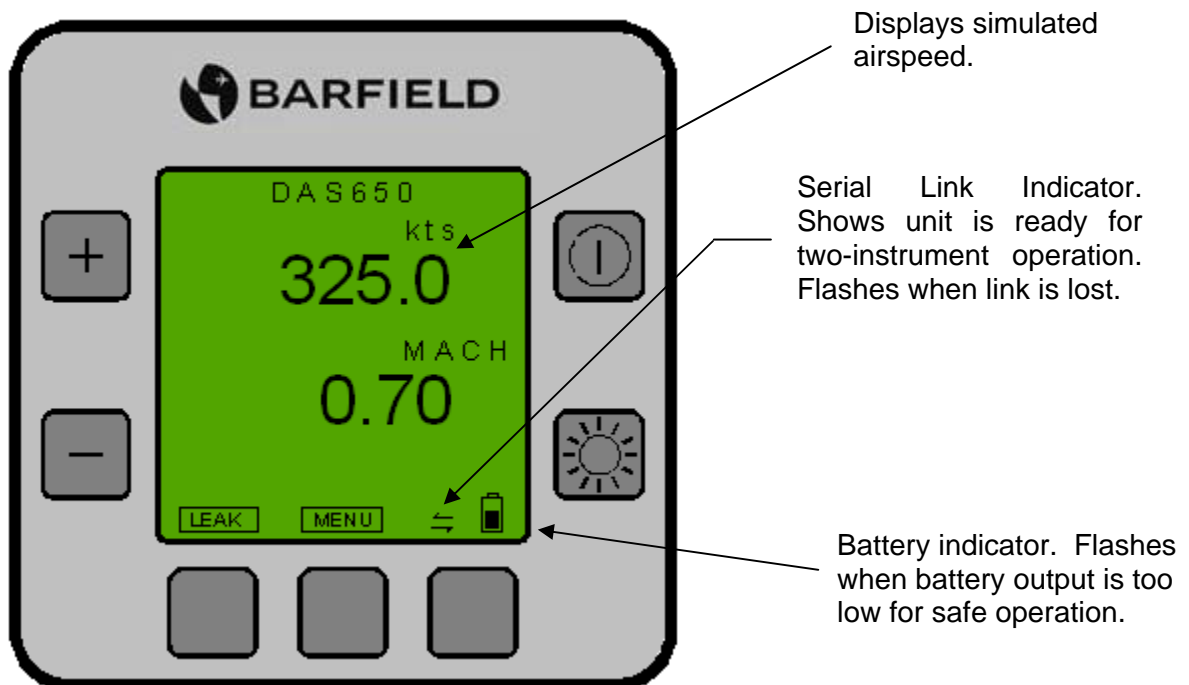 Displays simulated
airspeed.
BARFIELD
DAS650
kts
325.0
MACH
0.70
LEAK
MENU
+
−
Serial Link Indicator.
Shows unit is ready for
two-instrument operation.
Flashes when link is lost.
Battery indicator.  Flashes
when battery output is too
low for safe operation.